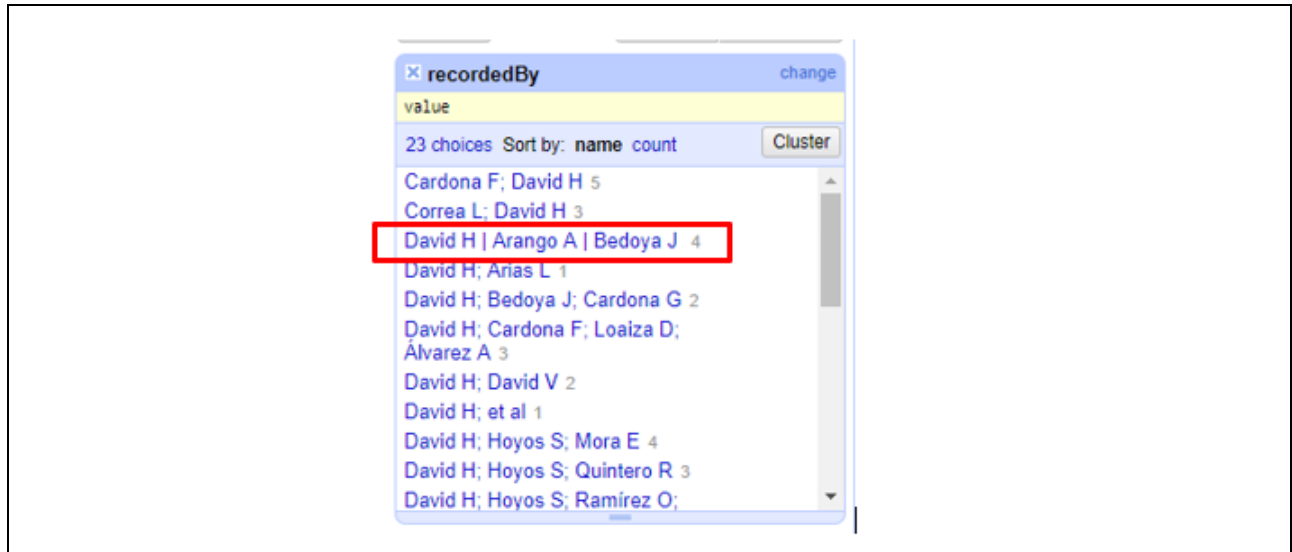 recordedBy change
value
23 choices Sort by: name count Cluster
Cardona F; David H 5
Correa L; David H 3
David H | Arango A | Bedoya J 4
David H; Arias L 1
David H; Bedoya J; Cardona G 2
David H; Cardona F; Loaiza D;
Álvarez A 3
David H; David V 2
David H; et al 1
David H; Hoyos S; Mora E 4
David H; Hoyos S; Quintero R 3
David H; Hoyos S; Ramírez O;